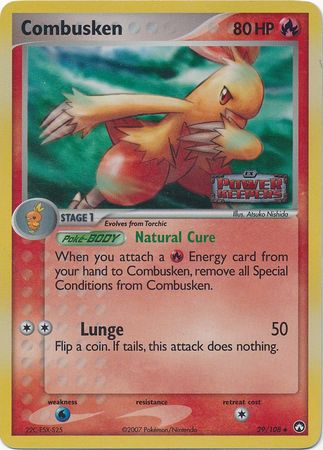 Combusken 80 HP
EX
POWER
KEEPERS
Illus. Atsuko Nishida
STAGE 1
Evolves from Torchic
Poké-BODY Natural Cure
When you attach a Energy card from
your hand to Combusken, remove all Special
Conditions from Combusken.
Lunge 50
Flip a coin. If tails, this attack does nothing.
weakness resistance retreat cost
22C-F5X-S25 ©2007 Pokémon/Nintendo 29/108